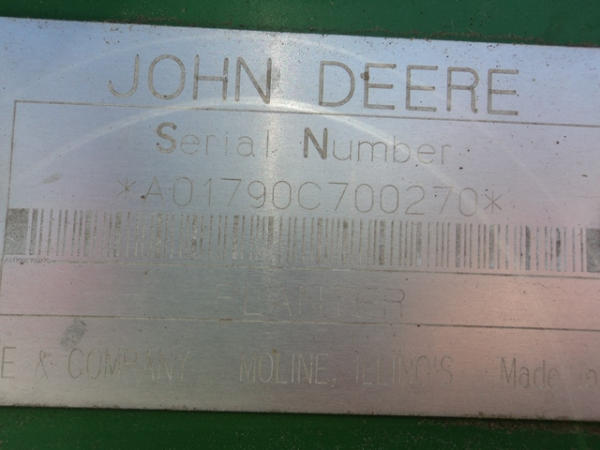 JOHN DEERE
Serial Number
*A01790C700270*
PLANTER
E & COMPANY MOLINE, ILLINOIS Made